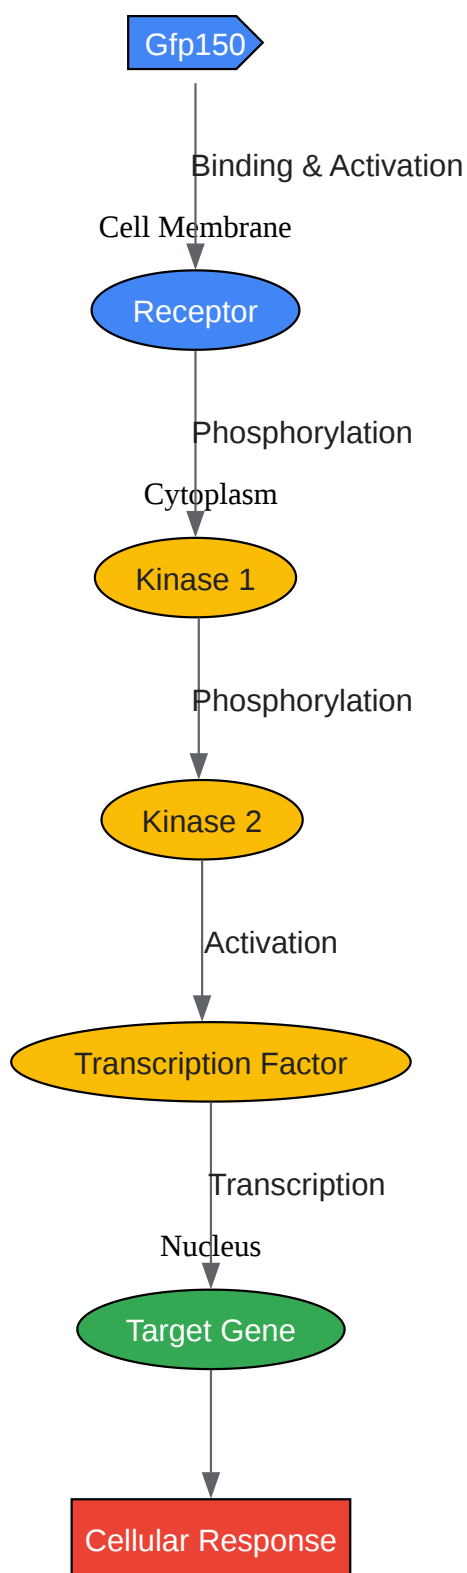 Gfp150
Binding & Activation
Cell Membrane
Receptor
Phosphorylation
Cytoplasm
Kinase 1
Phosphorylation
Kinase 2
Activation
Transcription Factor
Transcription
Nucleus
Target Gene
Cellular Response